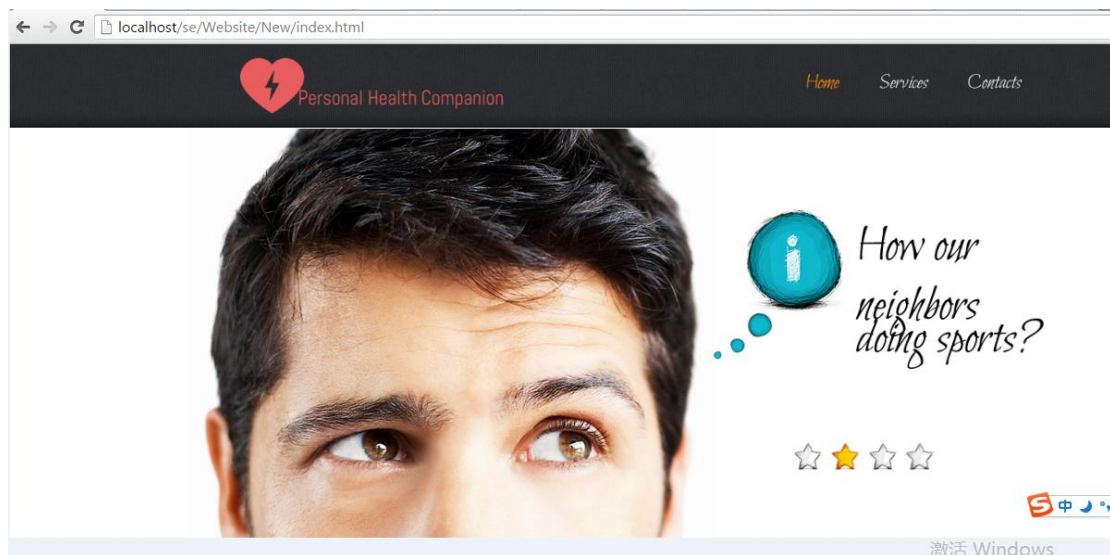 localhost/se/Website/New/index.html
Personal Health Companion
Home Services Contacts
i
How our
neighbors
doing sports?
中
激活 Windows